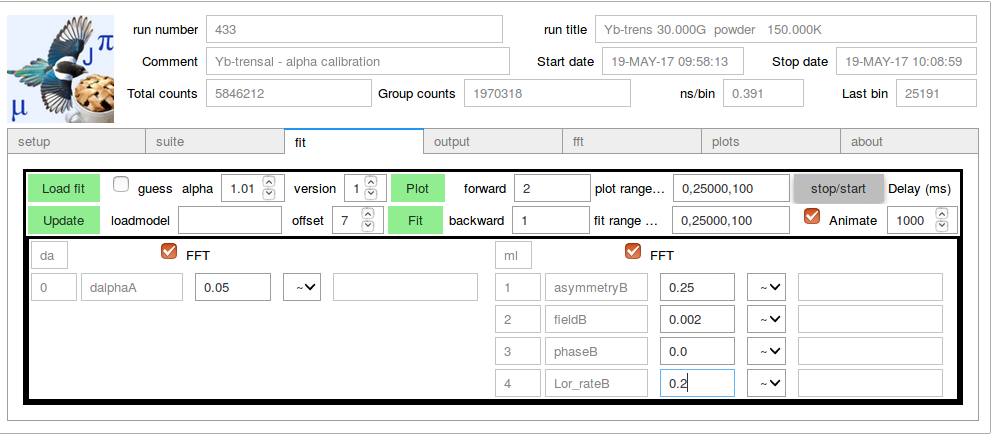 J π μ
run number 433 run title Yb-trens 30.000G powder 150.000K
Comment Yb-trensal - alpha calibration Start date 19-MAY-17 09:58:13 Stop date 19-MAY-17 10:08:59
Total counts 5846212 Group counts 1970318 ns/bin 0.391 Last bin 25191
setup suite fit output fft plots about
Load fit guess alpha 1.01 version 1 Plot forward 2 plot range... 0,25000,100 stop/start Delay (ms)
Update loadmodel offset 7 Fit backward 1 fit range ... 0,25000,100 Animate 1000
da FFT ml FFT
0 dalphaA 0.05 ~ 1 asymmetryB 0.25 ~
2 fieldB 0.002 ~
3 phaseB 0.0 ~
4 Lor_rateB 0.2 ~